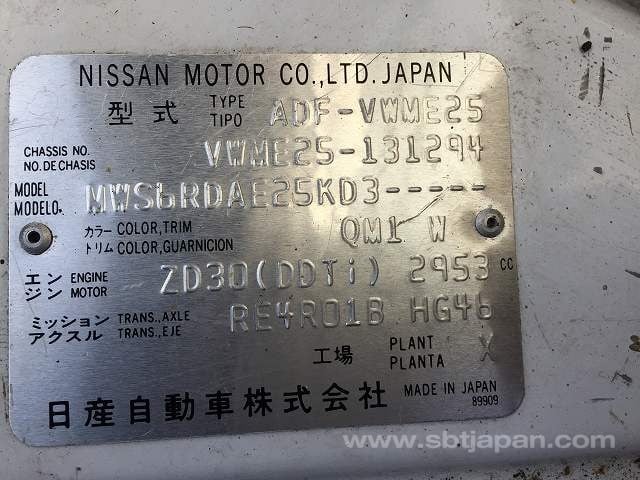 NISSAN MOTOR CO.,LTD. JAPAN
型式 TYPE TIPO ADF-VWME25
CHASSIS NO. NO. DE CHASIS VWME25-131294
MODEL MODELO. MWS6RDAE25KD3-----
カラー COLOR,TRIM
トリム COLOR,GUARNICION QM1 W
エンジン ENGINE MOTOR ZD30(DDTi) 2953 CC
ミッション TRANS.,AXLE
アクスル TRANS.,EJE RE4R01B HG46
工場 PLANT PLANTA X
日産自動車株式会社 MADE IN JAPAN
89909
www.sbtjapan.com